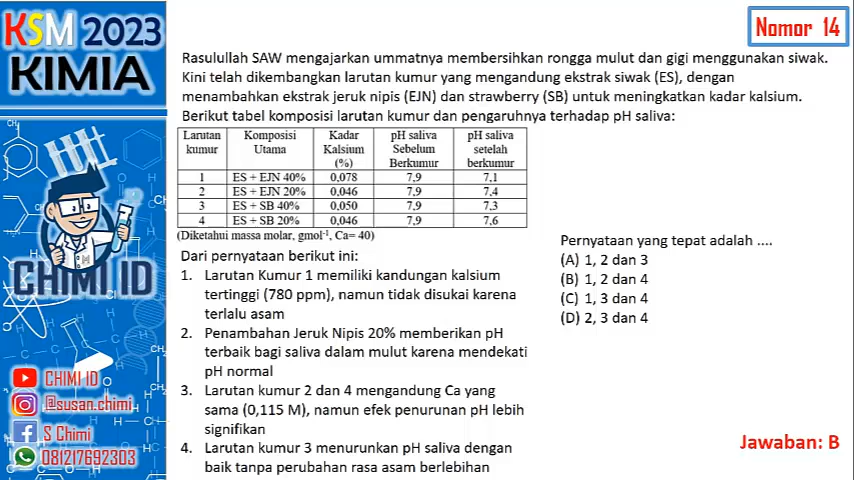 KSM 2023
KIMIA
Nomor 14
Rasulullah SAW mengajarkan ummatnya membersihkan rongga mulut dan gigi menggunakan siwak.
Kini telah dikembangkan larutan kumur yang mengandung ekstrak siwak (ES), dengan
menambahkan ekstrak jeruk nipis (EJN) dan strawberry (SB) untuk meningkatkan kadar kalsium.
Berikut tabel komposisi larutan kumur dan pengaruhnya terhadap pH saliva:
Larutan kumur | Komposisi Utama | Kadar Kalsium (%) | pH saliva Sebelum Berkumur | pH saliva setelah berkumur
1 | ES + EJN 40% | 0,078 | 7,9 | 7,1
2 | ES + EJN 20% | 0,046 | 7,9 | 7,4
3 | ES + SB 40% | 0,050 | 7,9 | 7,3
4 | ES + SB 20% | 0,046 | 7,9 | 7,6
(Diketahui massa molar, gmol⁻¹, Ca= 40)
Dari pernyataan berikut ini:
1. Larutan Kumur 1 memiliki kandungan kalsium
tertinggi (780 ppm), namun tidak disukai karena
terlalu asam
2. Penambahan Jeruk Nipis 20% memberikan pH
terbaik bagi saliva dalam mulut karena mendekati
pH normal
3. Larutan kumur 2 dan 4 mengandung Ca yang
sama (0,115 M), namun efek penurunan pH lebih
signifikan
4. Larutan kumur 3 menurunkan pH saliva dengan
baik tanpa perubahan rasa asam berlebihan
Pernyataan yang tepat adalah ....
(A) 1, 2 dan 3
(B) 1, 2 dan 4
(C) 1, 3 dan 4
(D) 2, 3 dan 4
Jawaban: B
CHIMI ID
CHIMI ID
@susan.chimi
S Chimi
081217692303